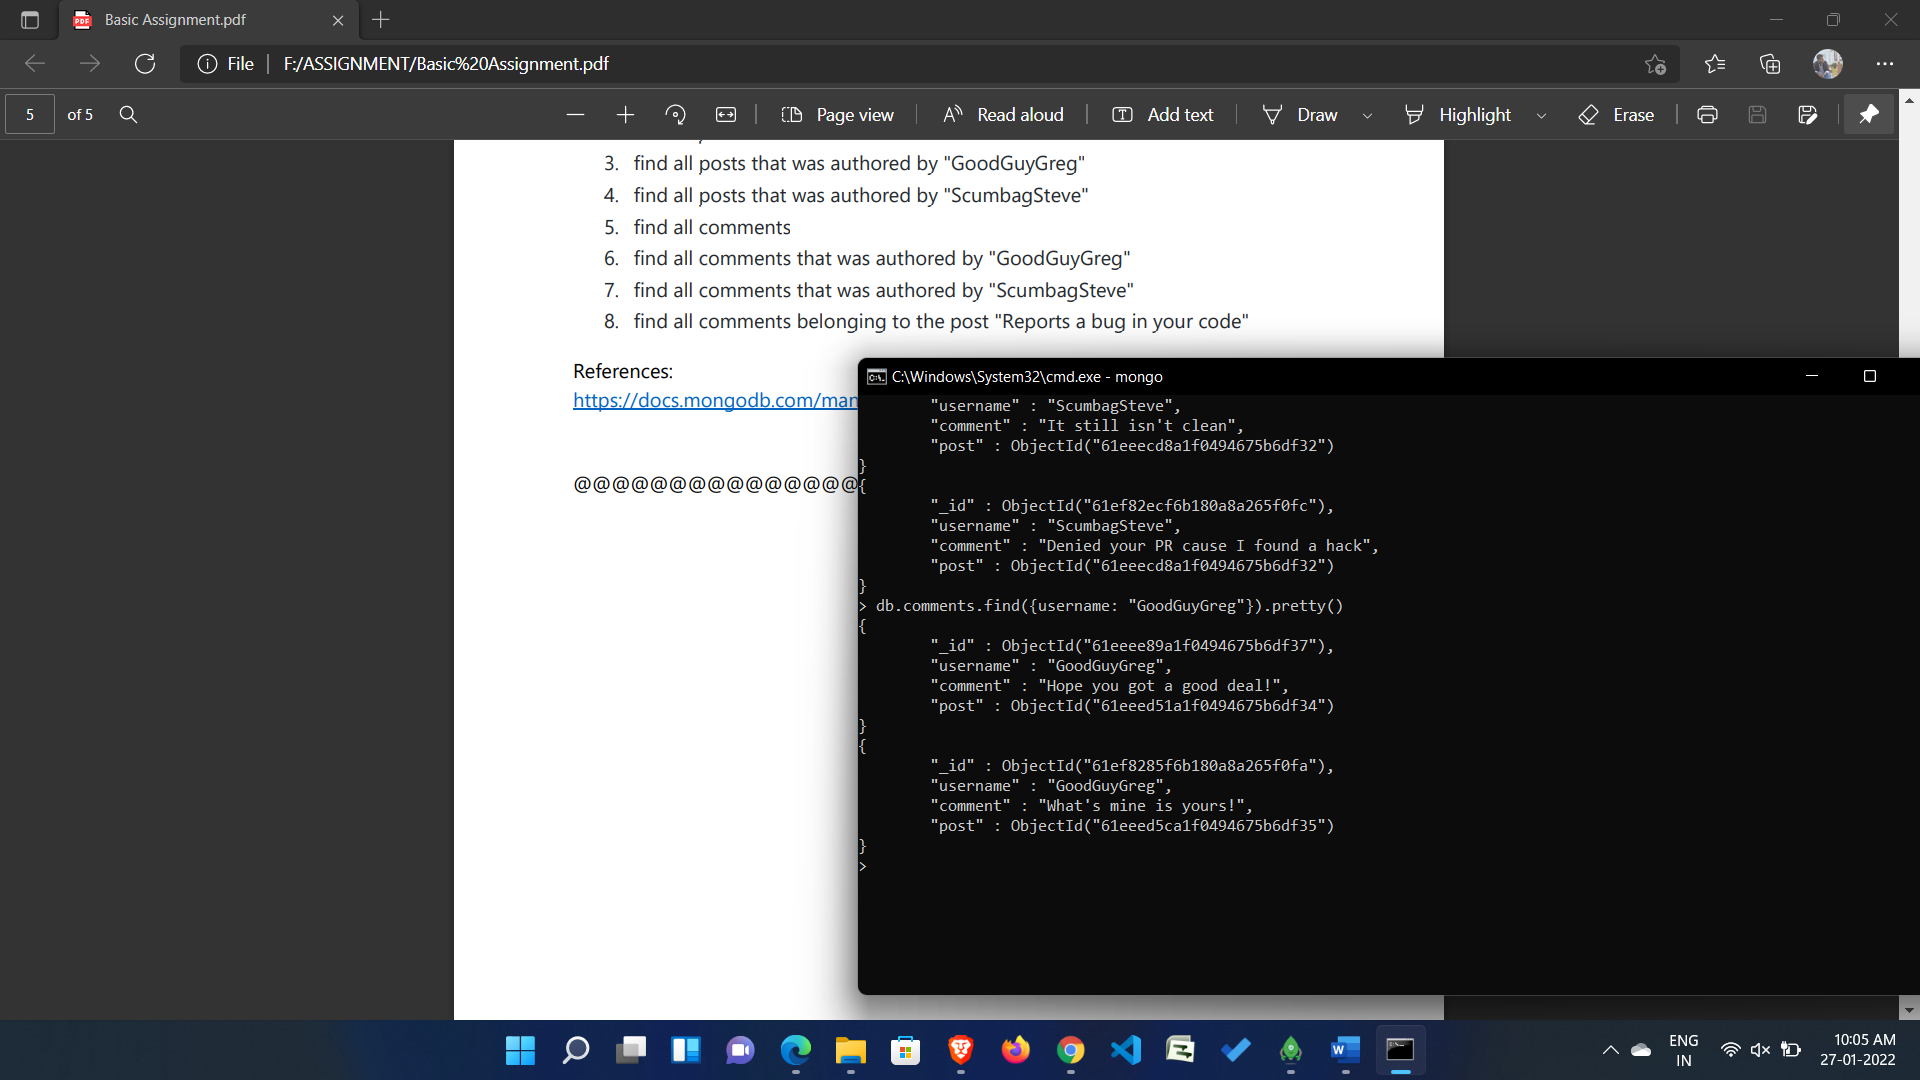 Basic Assignment.pdf
File
F:/ASSIGNMENT/Basic%20Assignment.pdf
5 of 5
Page view
Read aloud
Add text
Draw
Highlight
Erase
3. find all posts that was authored by "GoodGuyGreg"
4. find all posts that was authored by "ScumbagSteve"
5. find all comments
6. find all comments that was authored by "GoodGuyGreg"
7. find all comments that was authored by "ScumbagSteve"
8. find all comments belonging to the post "Reports a bug in your code"
References:
https://docs.mongodb.com/man
@@@@@@@@@@@@@@@
C:\Windows\System32\cmd.exe - mongo
"username" : "ScumbagSteve",
"comment" : "It still isn't clean",
"post" : ObjectId("61eeecd8a1f0494675b6df32")
}
{
"_id" : ObjectId("61ef82ecf6b180a8a265f0fc"),
"username" : "ScumbagSteve",
"comment" : "Denied your PR cause I found a hack",
"post" : ObjectId("61eeecd8a1f0494675b6df32")
}
> db.comments.find({username: "GoodGuyGreg"}).pretty()
{
"_id" : ObjectId("61eeee89a1f0494675b6df37"),
"username" : "GoodGuyGreg",
"comment" : "Hope you got a good deal!",
"post" : ObjectId("61eeed51a1f0494675b6df34")
}
{
"_id" : ObjectId("61ef8285f6b180a8a265f0fa"),
"username" : "GoodGuyGreg",
"comment" : "What's mine is yours!",
"post" : ObjectId("61eeed5ca1f0494675b6df35")
}
>
ENG
IN
10:05 AM
27-01-2022